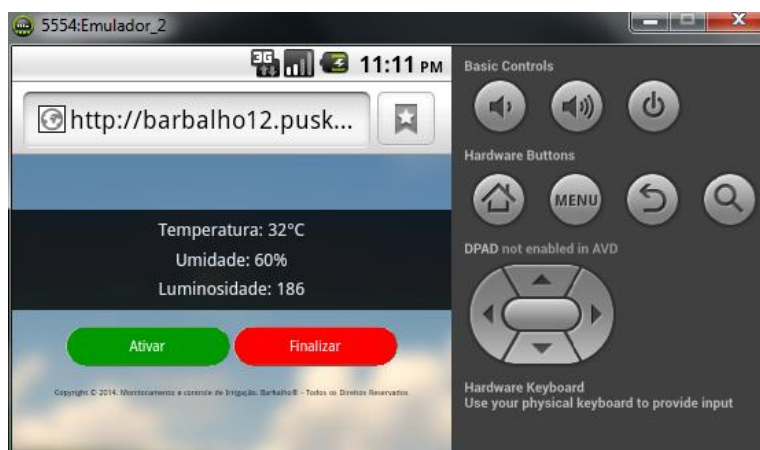 5554:Emulador_2
3G 11:11 PM
http://barbalho12.pusk...
Temperatura: 32°C
Umidade: 60%
Luminosidade: 186
Ativar
Finalizar
Copyright © 2014. Monitoramento e controle de Irrigação. Barbalho® - Todos os Direitos Reservados
Basic Controls
Hardware Buttons
MENU
DPAD not enabled in AVD
Hardware Keyboard
Use your physical keyboard to provide input